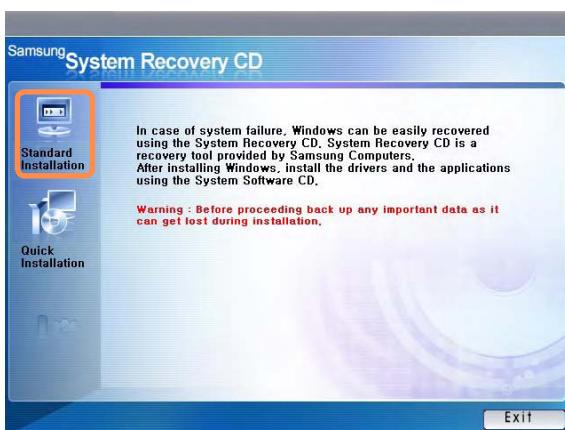 Samsung System Recovery CD
Standard
Installation
Quick
Installation
In case of system failure, Windows can be easily recovered
using the System Recovery CD. System Recovery CD is a
recovery tool provided by Samsung Computers.
After installing Windows, install the drivers and the applications
using the System Software CD.
Warning : Before proceeding back up any important data as it
can get lost during installation.
Exit